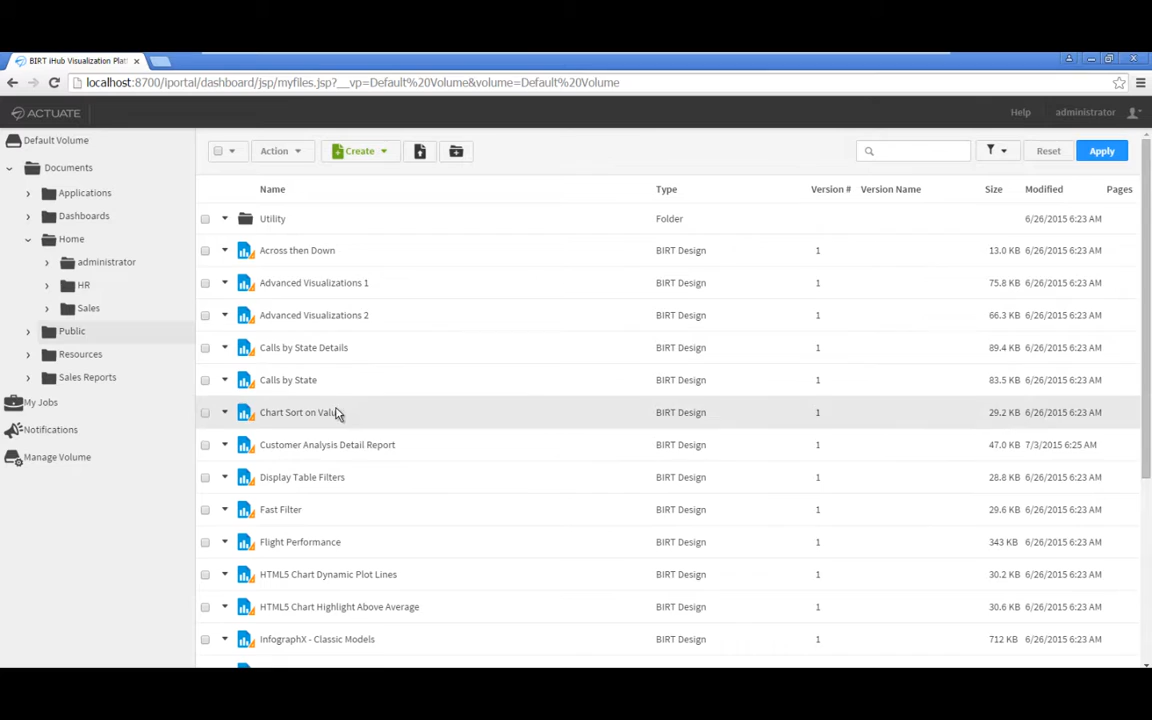 BIRT iHub Visualization Platf
localhost:8700/iportal/dashboard/jsp/myfiles.jsp?__vp=Default%20Volume&volume=Default%20Volume
ACTUATE Help administrator
Default Volume
Documents
Applications
Dashboards
Home
administrator
HR
Sales
Public
Resources
Sales Reports
My Jobs
Notifications
Manage Volume
Action Create Reset Apply
Name Type Version # Version Name Size Modified Pages
Utility Folder 6/26/2015 6:23 AM
Across then Down BIRT Design 1 13.0 KB 6/26/2015 6:23 AM
Advanced Visualizations 1 BIRT Design 1 75.8 KB 6/26/2015 6:23 AM
Advanced Visualizations 2 BIRT Design 1 66.3 KB 6/26/2015 6:23 AM
Calls by State Details BIRT Design 1 89.4 KB 6/26/2015 6:23 AM
Calls by State BIRT Design 1 83.5 KB 6/26/2015 6:23 AM
Chart Sort on Value BIRT Design 1 29.2 KB 6/26/2015 6:23 AM
Customer Analysis Detail Report BIRT Design 1 47.0 KB 7/3/2015 6:25 AM
Display Table Filters BIRT Design 1 28.8 KB 6/26/2015 6:23 AM
Fast Filter BIRT Design 1 29.6 KB 6/26/2015 6:23 AM
Flight Performance BIRT Design 1 343 KB 6/26/2015 6:23 AM
HTML5 Chart Dynamic Plot Lines BIRT Design 1 30.2 KB 6/26/2015 6:23 AM
HTML5 Chart Highlight Above Average BIRT Design 1 30.6 KB 6/26/2015 6:23 AM
InfographX - Classic Models BIRT Design 1 712 KB 6/26/2015 6:23 AM